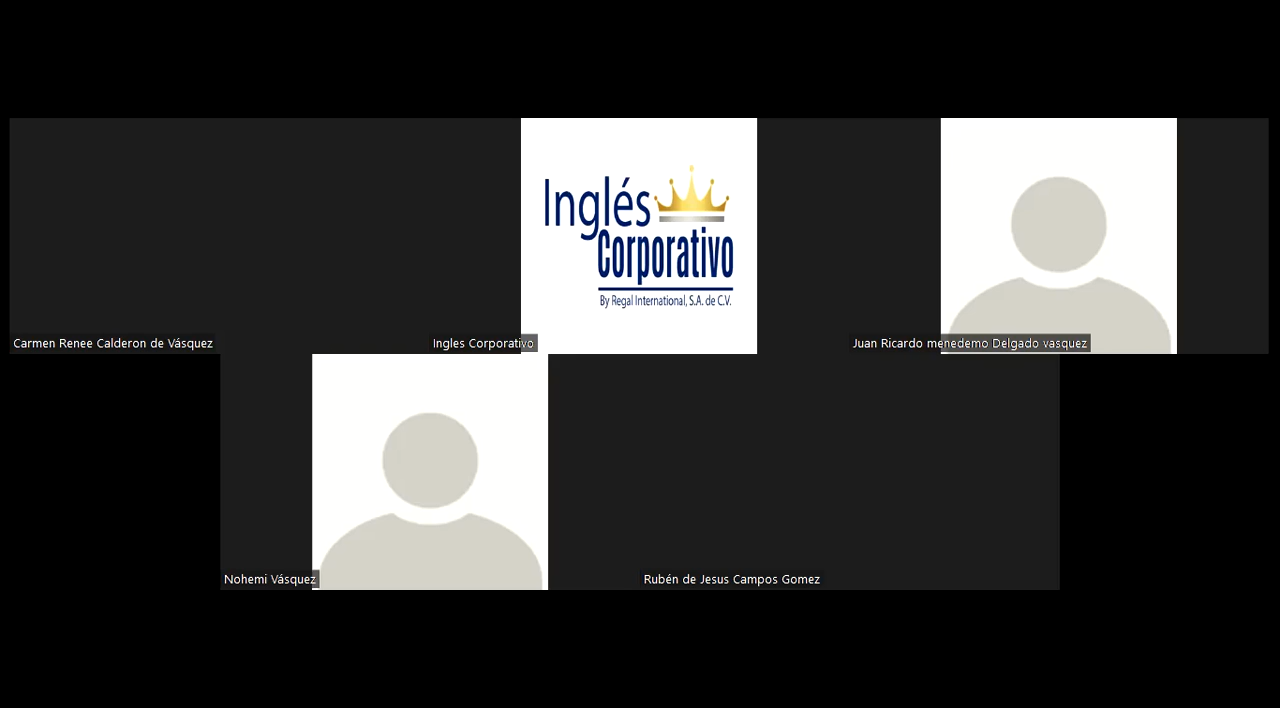 Inglés
Corporativo
By Regal International, S.A. de C.V.
Carmen Renee Calderon de Vásquez
Ingles Corporativo
Juan Ricardo menedemo Delgado vasquez
Nohemi Vásquez
Rubén de Jesus Campos Gomez